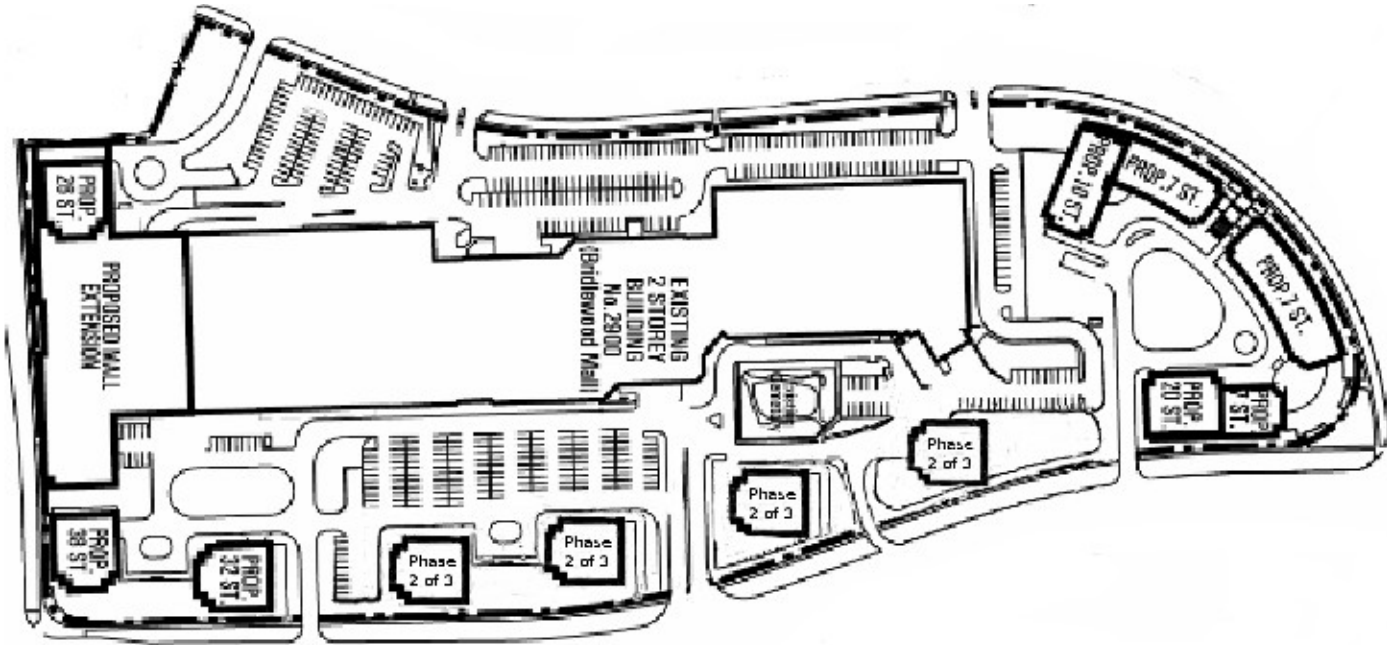 PROP.
26 ST.
PROPOSED MALL
EXTENSION
EXISTING
2 STOREY
BUILDING
No. 2900
(Bridlewood Mall)
PROP. 10 ST.
PROP. 7 ST.
PROP. 7 ST.
PROP.
20 ST.
PROP
7 ST.
Phase
2 of 3
Phase
2 of 3
Phase
2 of 3
Phase
2 of 3
PROP.
38 ST.
PROP.
32 ST.